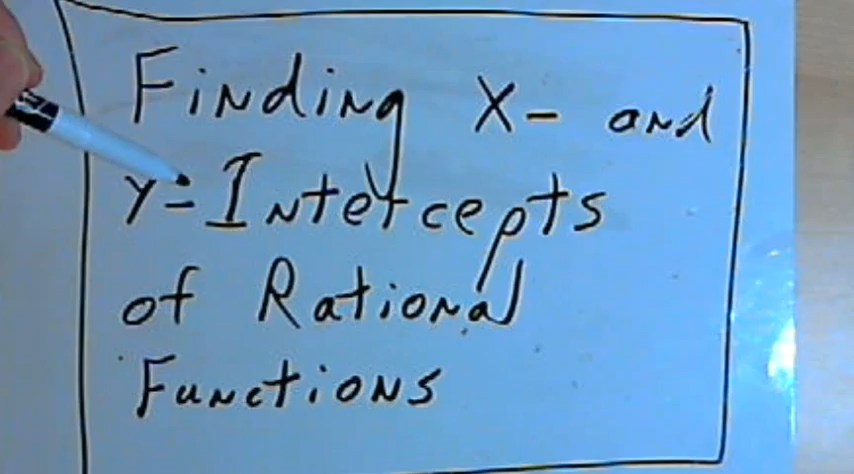 Finding X- and
Y-Intercepts
of Rational
Functions